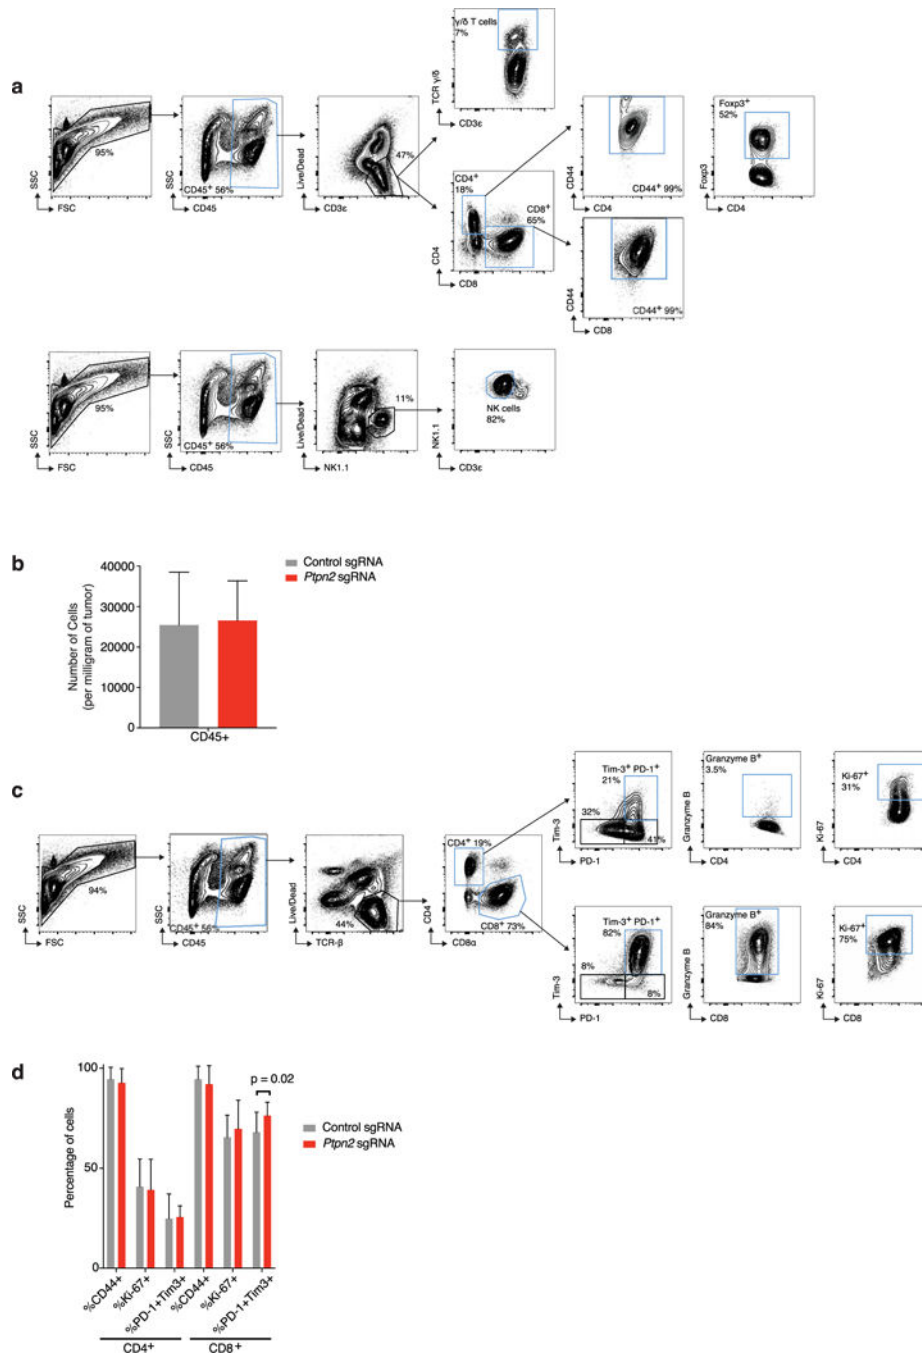 a
γ/δ T cells
7%
TCR γ/δ
CD3ε
SSC
95%
FSC
SSC
CD45⁺ 56%
CD45
Live/Dead
47%
CD3ε
CD4⁺
18%
CD8⁺
65%
CD4
CD8
CD44
CD44⁺ 99%
CD4
Foxp3⁺
52%
Foxp3
CD4
CD44
CD44⁺ 99%
CD8
SSC
95%
FSC
SSC
CD45⁺ 56%
CD45
Live/Dead
11%
NK1.1
NK1.1
NK cells
82%
CD3ε
b
Number of Cells
(per milligram of tumor)
40000
30000
20000
10000
0
CD45+
Control sgRNA
Ptpn2 sgRNA
c
SSC
94%
FSC
SSC
CD45⁺ 56%
CD45
Live/Dead
44%
TCR-β
CD4⁺ 19%
CD4
CD8⁺ 73%
CD8α
Tim-3⁺ PD-1⁺
21%
32%
41%
Tim-3
PD-1
Granzyme B⁺
3.5%
Granzyme B
CD4
Ki-67⁺
31%
Ki-67
CD4
Tim-3⁺ PD-1⁺
82%
8%
8%
Tim-3
PD-1
Granzyme B⁺
84%
Granzyme B
CD8
Ki-67⁺
75%
Ki-67
CD8
d
Percentage of cells
100
50
0
p = 0.02
Control sgRNA
Ptpn2 sgRNA
%CD44+
%Ki-67+
%PD-1+Tim3+
%CD44+
%Ki-67+
%PD-1+Tim3+
CD4+
CD8+